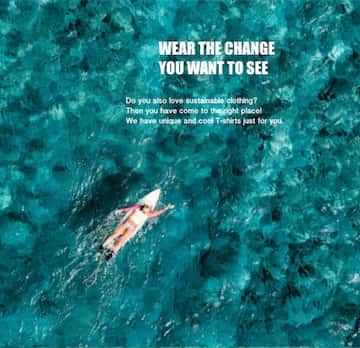 WEAR THE CHANGE
YOU WANT TO SEE
Do you also love sustainable clothing?
Then you have come to the right place!
We have unique and cool T-shirts just for you.